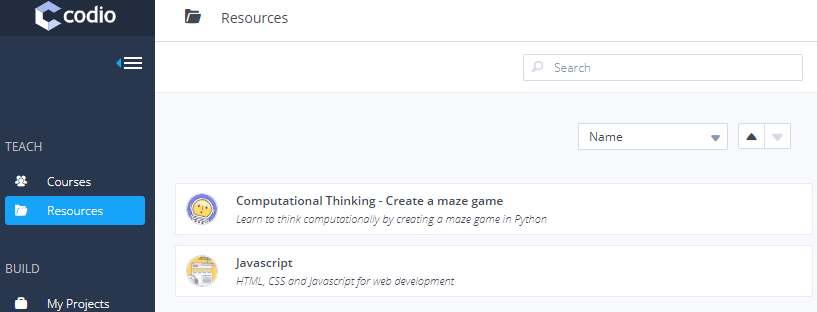 codio
Resources
Search
TEACH
Name
Courses
Resources
Computational Thinking - Create a maze game
Learn to think computationally by creating a maze game in Python
Javascript
HTML, CSS and Javascript for web development
BUILD
My Projects